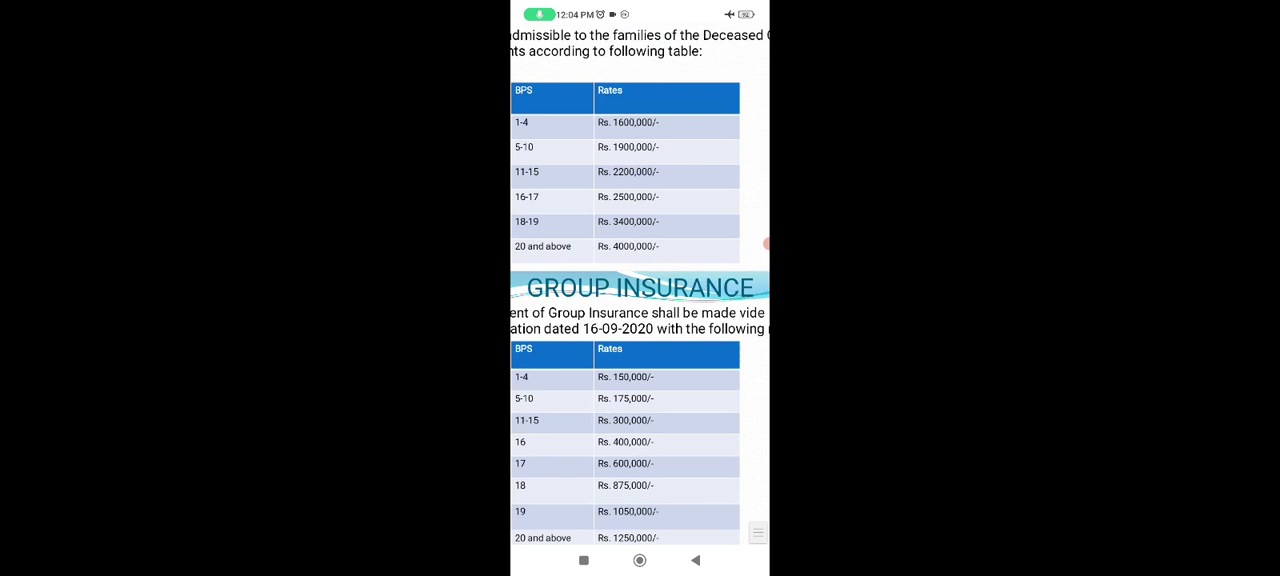 12:04 PM
92
dmissible to the families of the Deceased
nts according to following table:
BPS Rates
1-4 Rs. 1600,000/-
5-10 Rs. 1900,000/-
11-15 Rs. 2200,000/-
16-17 Rs. 2500,000/-
18-19 Rs. 3400,000/-
20 and above Rs. 4000,000/-
GROUP INSURANCE
ent of Group Insurance shall be made vide
ation dated 16-09-2020 with the following
BPS Rates
1-4 Rs. 150,000/-
5-10 Rs. 175,000/-
11-15 Rs. 300,000/-
16 Rs. 400,000/-
17 Rs. 600,000/-
18 Rs. 875,000/-
19 Rs. 1050,000/-
20 and above Rs. 1250,000/-